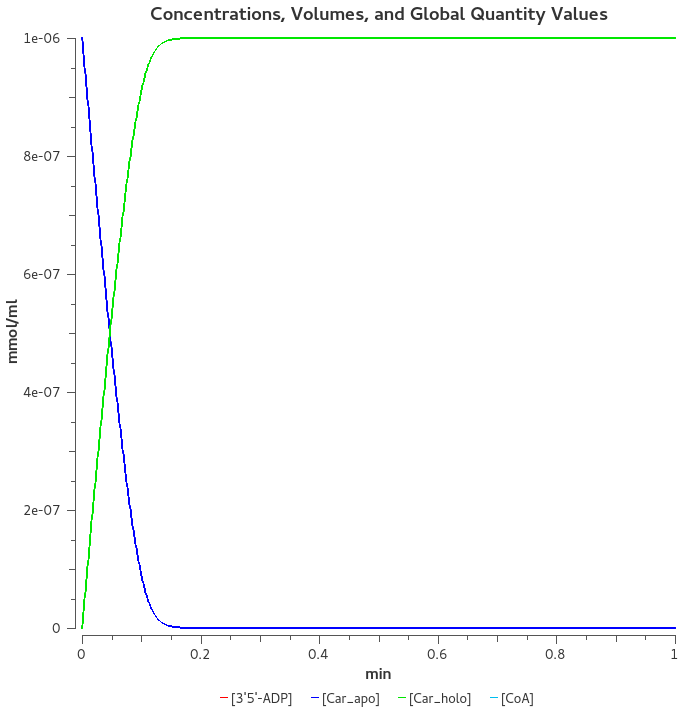 Concentrations, Volumes, and Global Quantity Values
1e-06
8e-07
6e-07
mmol/ml
4e-07
2e-07
0
0 0.2 0.4 0.6 0.8 1
min
[3'5'-ADP] [Car_apo] [Car_holo] [CoA]